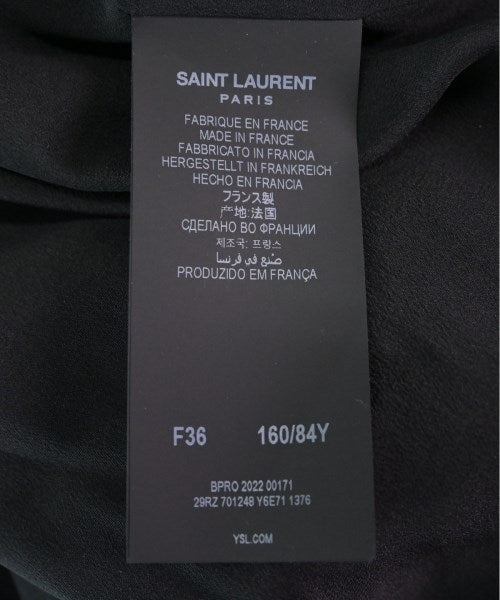 SAINT LAURENT
PARIS
FABRIQUE EN FRANCE
MADE IN FRANCE
FABBRICATO IN FRANCIA
HERGESTELLT IN FRANKREICH
HECHO EN FRANCIA
フランス製
产地:法国
СДЕЛАНО ВО ФРАНЦИИ
제조국: 프랑스
صنع في فرنسا
PRODUZIDO EM FRANÇA
F36 160/84Y
BPRO 2022 00171
29RZ 701248 Y6E71 1376
YSL.COM